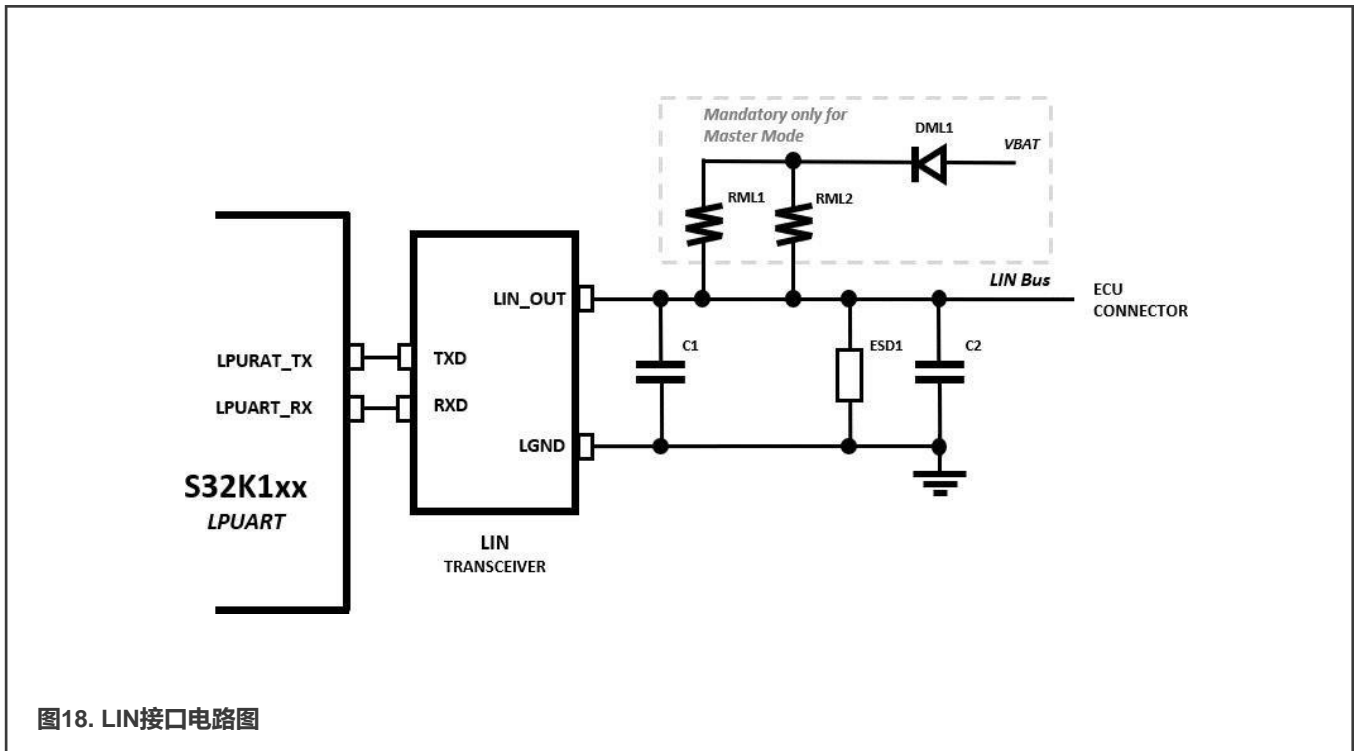 Mandatory only for
Master Mode
DML1
VBAT
RML1
RML2
LIN Bus
ECU
CONNECTOR
LIN_OUT
C1
ESD1
C2
LPURAT_TX
TXD
LPUART_RX
RXD
LGND
S32K1xx
LPUART
LIN
TRANSCEIVER
图18. LIN接口电路图